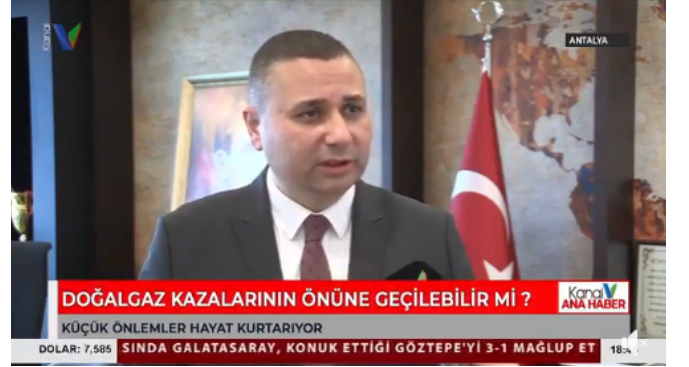 Kanal V
ANTALYA
DOĞALGAZ KAZALARININ ÖNÜNE GEÇİLEBİLİR Mİ ?
Kanal V
ANA HABER
KÜÇÜK ÖNLEMLER HAYAT KURTARIYOR
DOLAR: 7,585 SINDA GALATASARAY, KONUK ETTİĞİ GÖZTEPE'Yİ 3-1 MAĞLUP ET